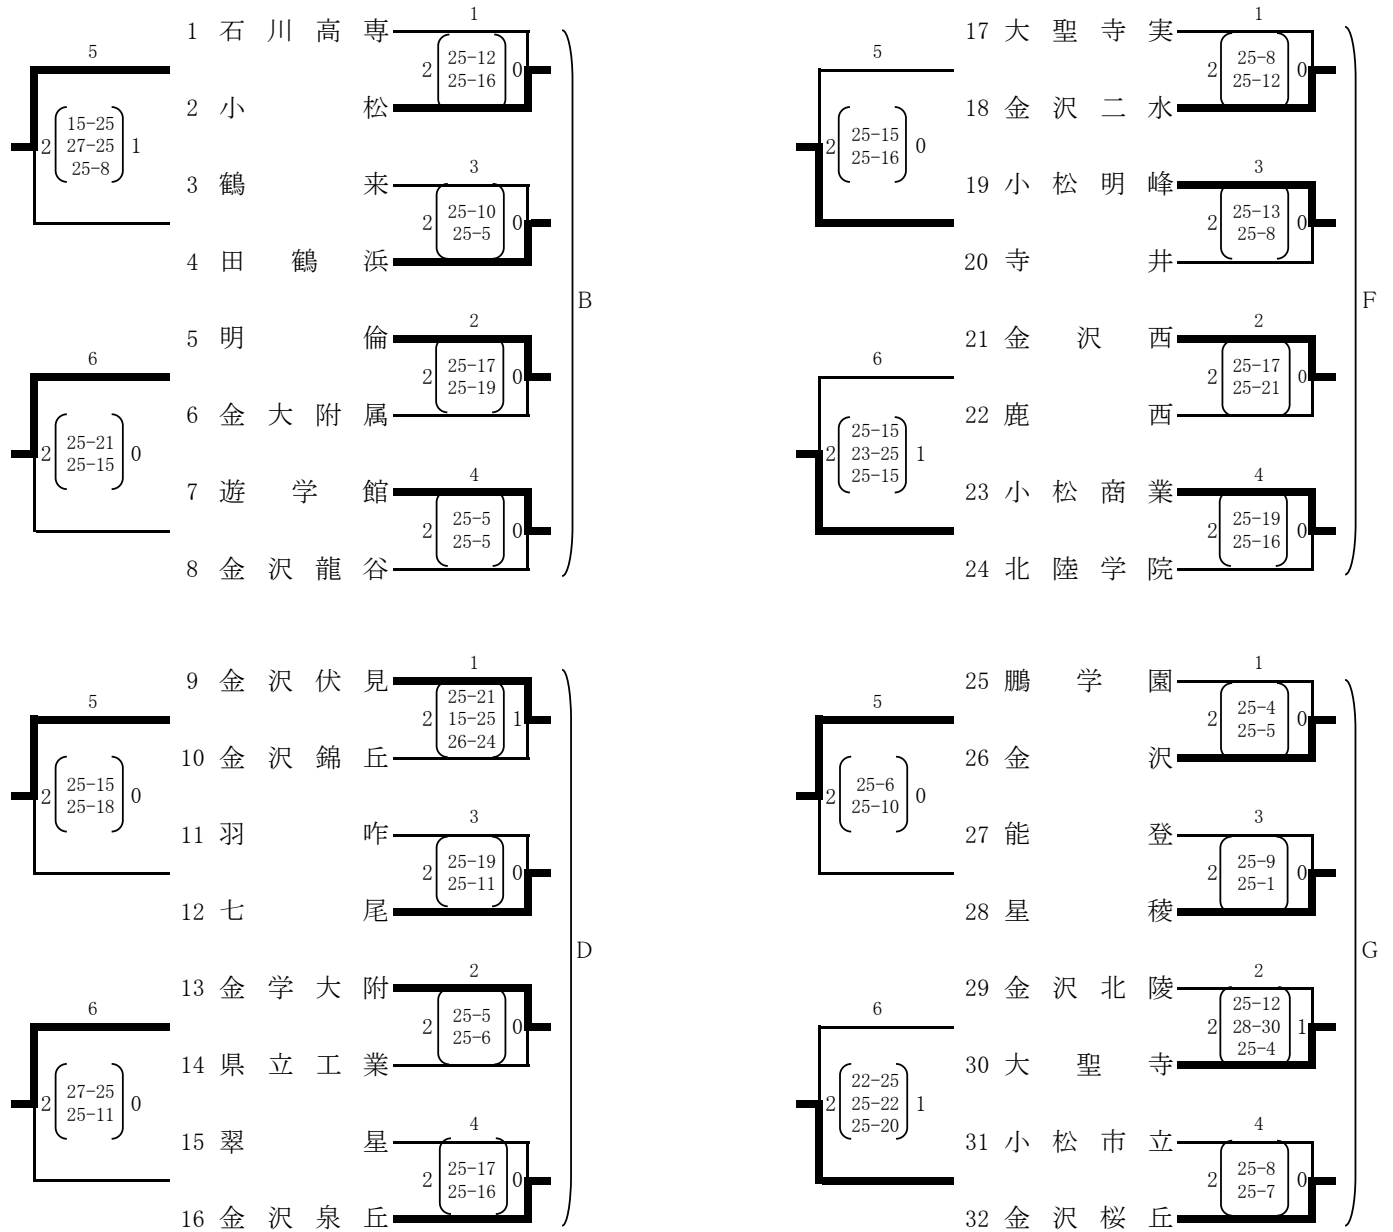 1 石川高専
1
5
25-12
2 0
25-16
2 小松
15-25
2 27-25 1
25-8
3 鶴来
3
25-10
2 0
25-5
4 田鶴浜
B
5 明倫
2
6
25-17
2 0
25-19
6 金大附属
25-21
2 0
25-15
7 遊学館
4
25-5
2 0
25-5
8 金沢龍谷
9 金沢伏見
1
5
25-21
2 15-25 1
26-24
10 金沢錦丘
25-15
2 0
25-18
11 羽咋
3
25-19
2 0
25-11
12 七尾
D
13 金学大附
2
6
25-5
2 0
25-6
14 県立工業
27-25
2 0
25-11
15 翠星
4
25-17
2 0
25-16
16 金沢泉丘
17 大聖寺実
1
5
25-8
2 0
25-12
18 金沢二水
25-15
2 0
25-16
19 小松明峰
3
25-13
2 0
25-8
20 寺井
F
21 金沢西
2
6
25-17
2 0
25-21
22 鹿西
25-15
2 23-25 1
25-15
23 小松商業
4
25-19
2 0
25-16
24 北陸学院
25 鵬学園
1
5
25-4
2 0
25-5
26 金沢
25-6
2 0
25-10
27 能登
3
25-9
2 0
25-1
28 星稜
G
29 金沢北陵
2
6
25-12
2 28-30 1
25-4
30 大聖寺
22-25
2 25-22 1
25-20
31 小松市立
4
25-8
2 0
25-7
32 金沢桜丘